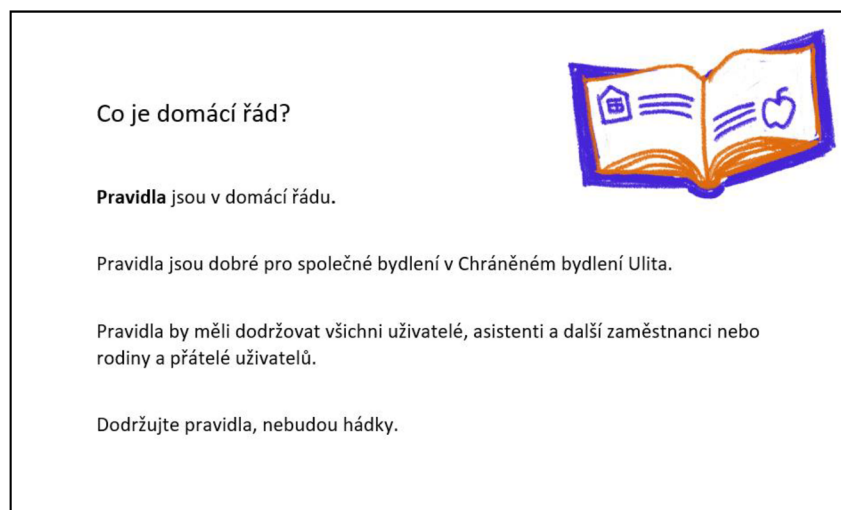 Co je domácí řád?
Pravidla jsou v domácí řádu.
Pravidla jsou dobré pro společné bydlení v Chráněném bydlení Ulita.
Pravidla by měli dodržovat všichni uživatelé, asistenti a další zaměstnanci nebo
rodiny a přátelé uživatelů.
Dodržujte pravidla, nebudou hádky.